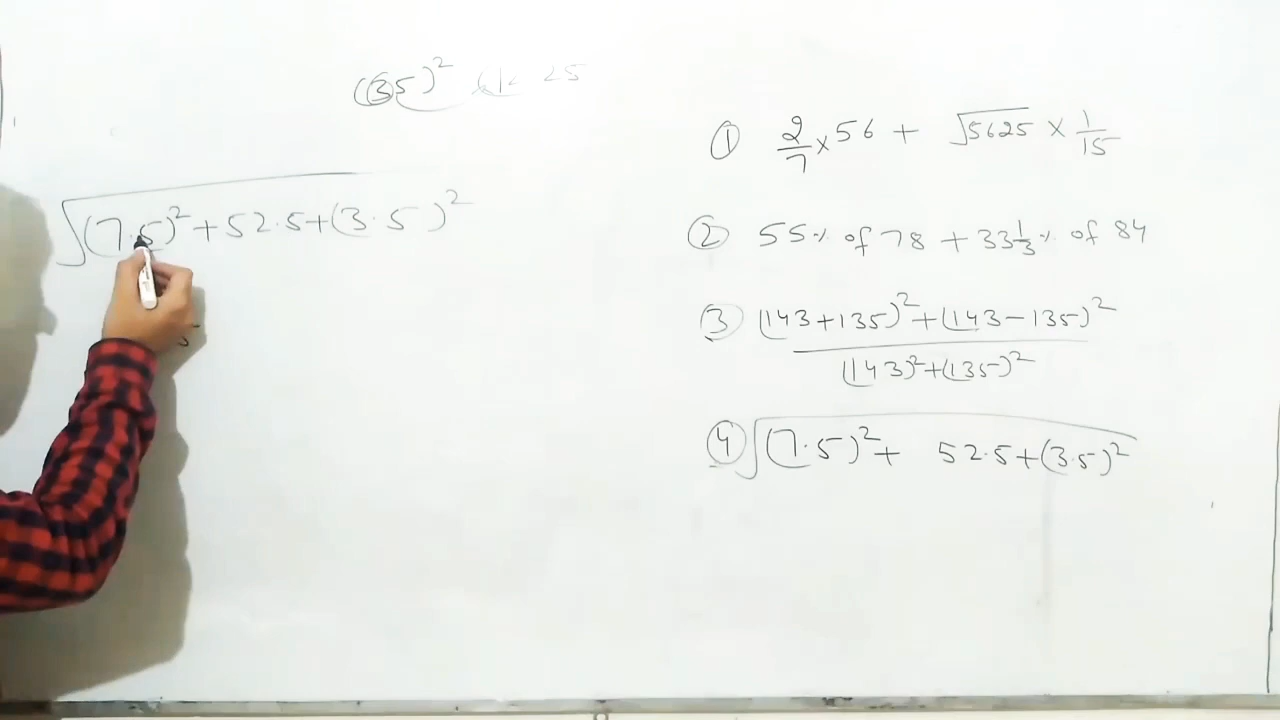 (35)² 25
√(7.5)² + 52.5 + (3.5)²
① 2/7 × 56 + √5625 × 1/15
② 55% of 78 + 33 1/3 % of 84
③ (143+135)² + (143−135)²
(143)² + (135)²
④ √(7.5)² + 52.5 + (3.5)²